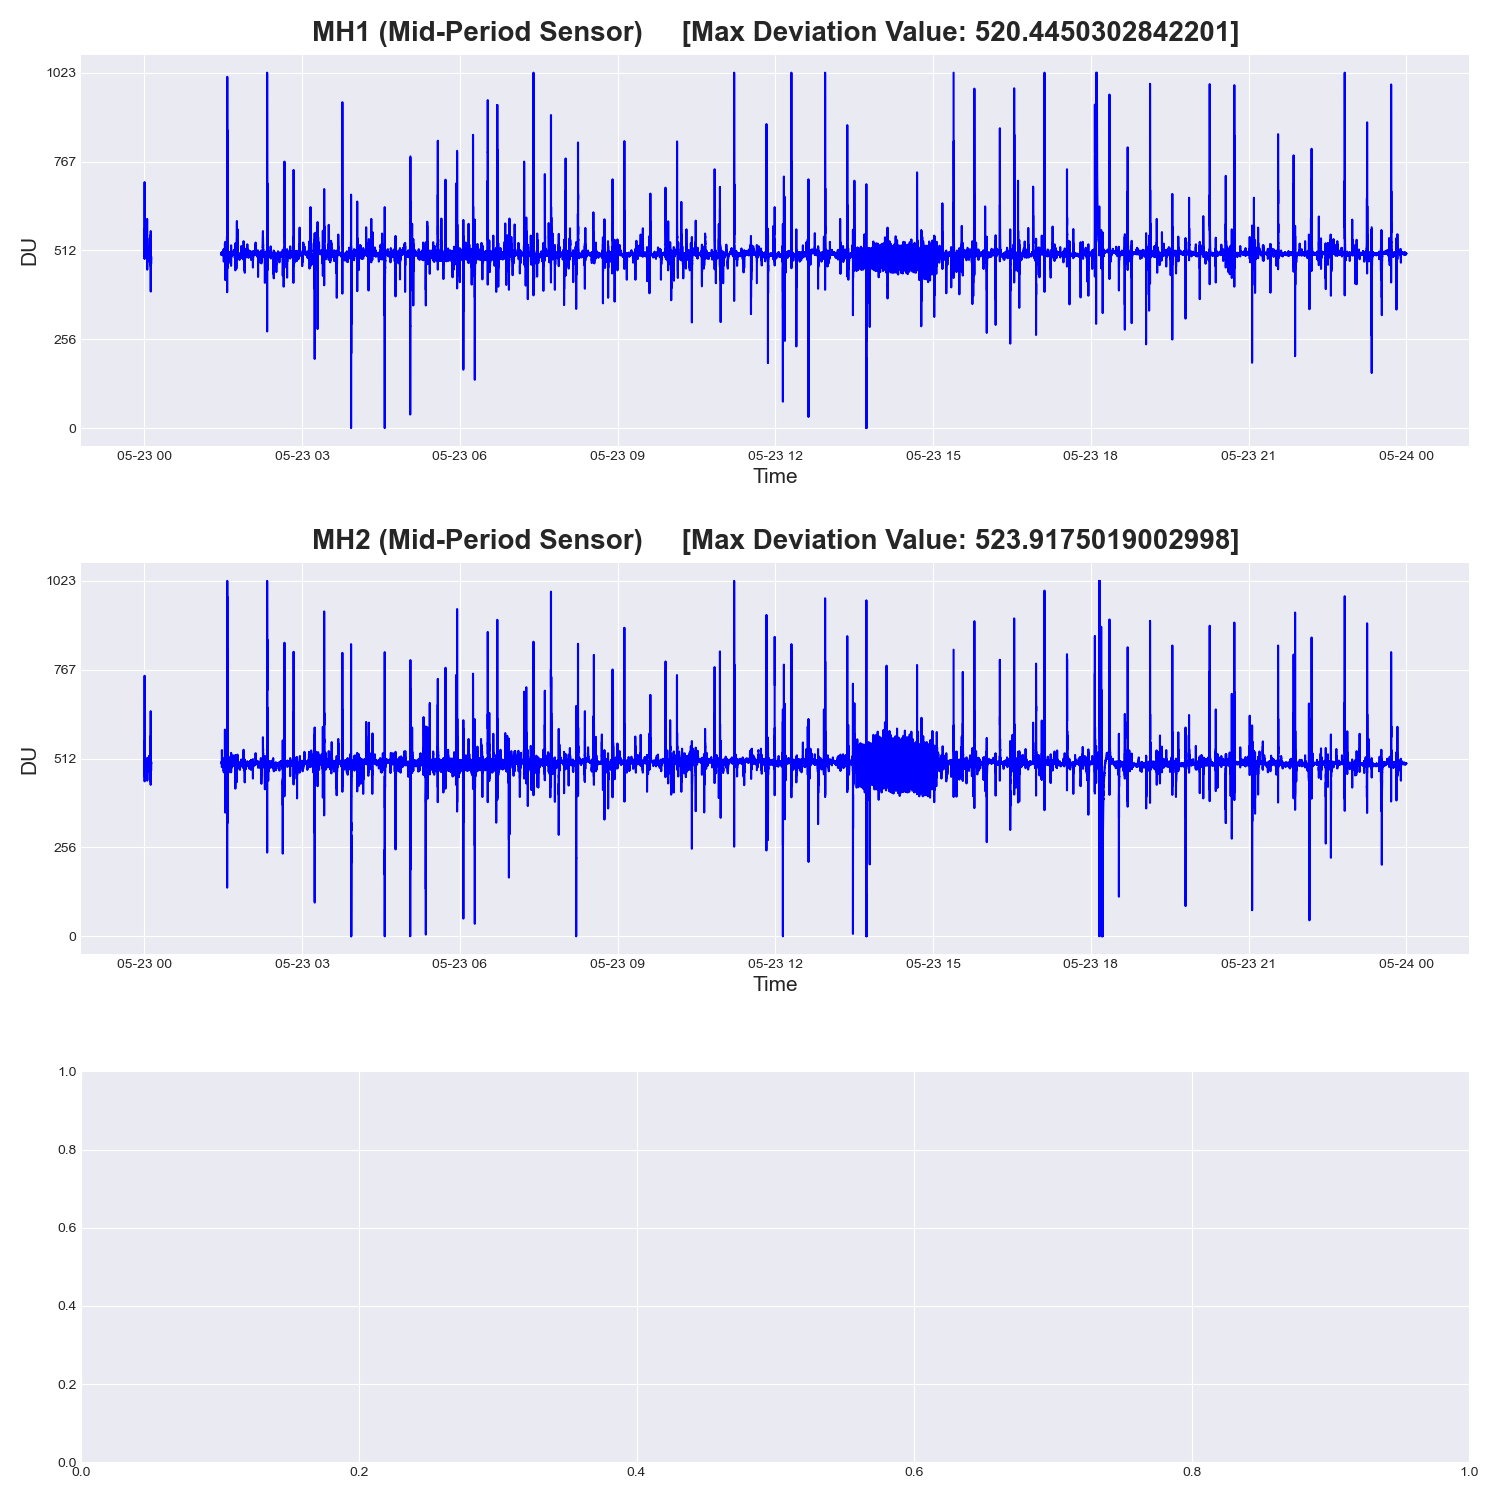 MH1 (Mid-Period Sensor) [Max Deviation Value: 520.4450302842201]
1023
767
512
256
0
DU
05-23 00 05-23 03 05-23 06 05-23 09 05-23 12 05-23 15 05-23 18 05-23 21 05-24 00
Time
MH2 (Mid-Period Sensor) [Max Deviation Value: 523.9175019002998]
1023
767
512
256
0
DU
05-23 00 05-23 03 05-23 06 05-23 09 05-23 12 05-23 15 05-23 18 05-23 21 05-24 00
Time
1.0
0.8
0.6
0.4
0.2
0.0
0.0 0.2 0.4 0.6 0.8 1.0